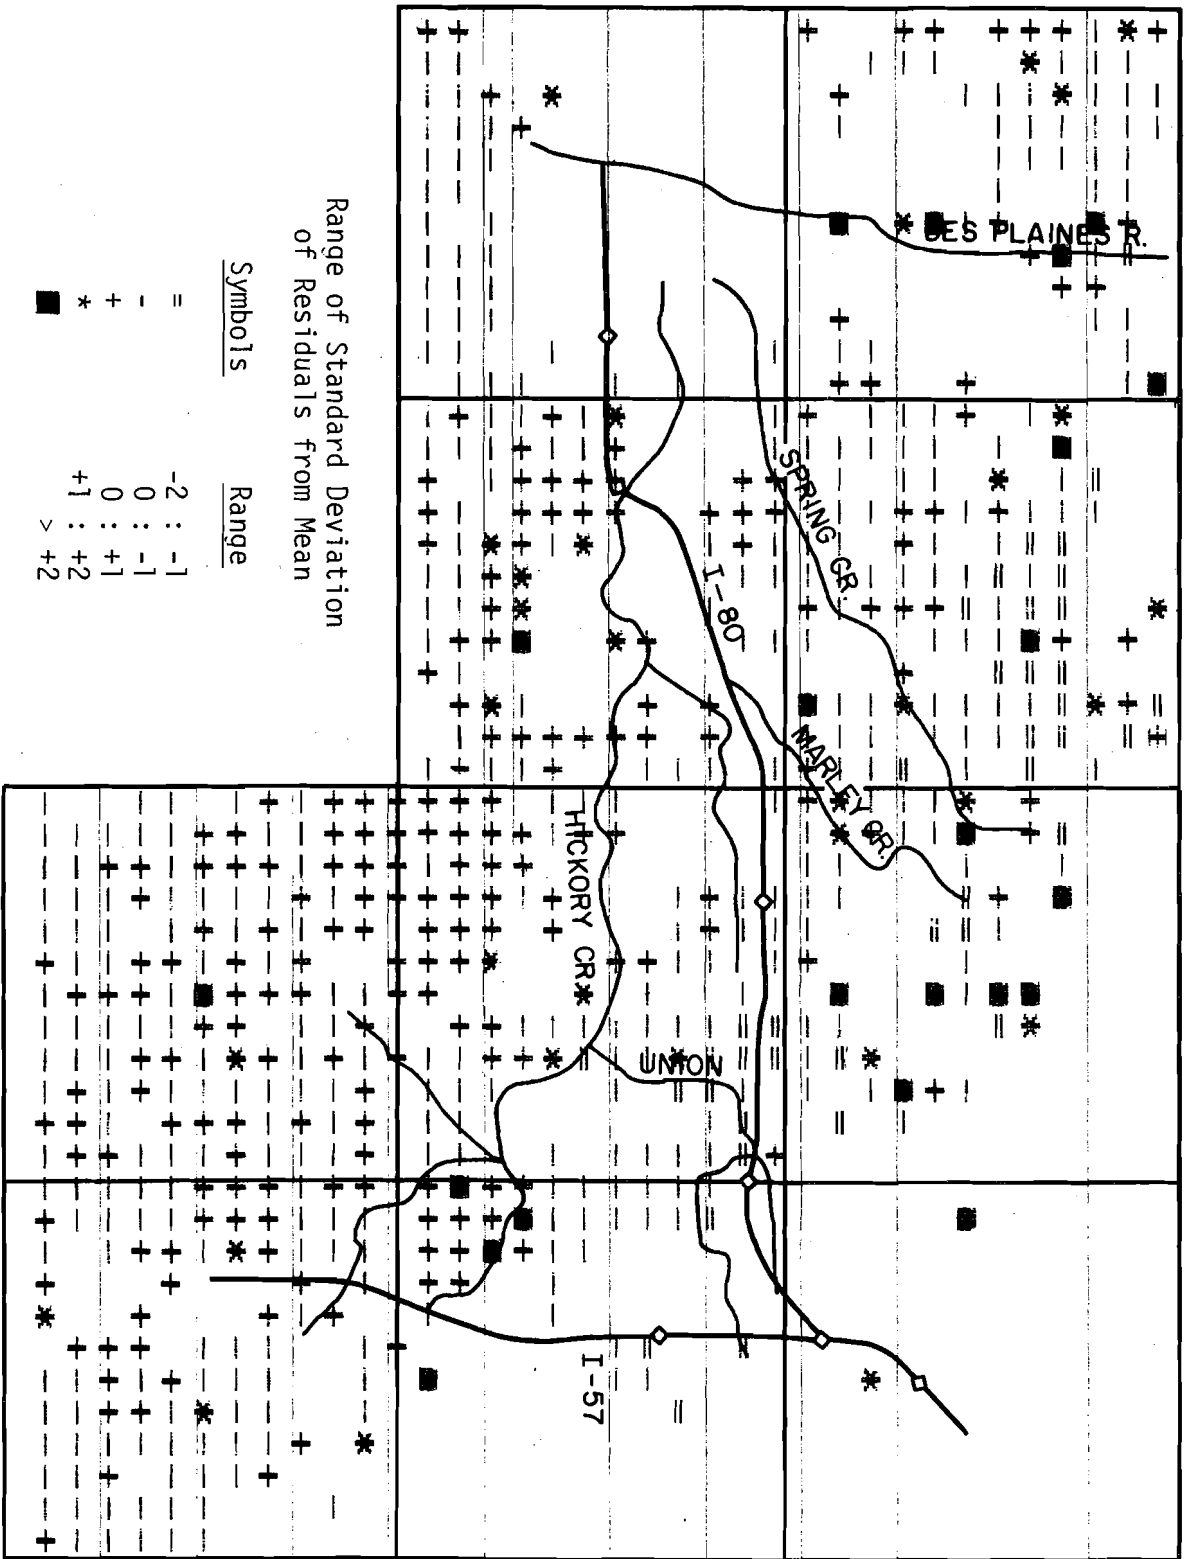 DES PLAINES R.
SPRING CR.
I-80
MARLEY CR.
HICKORY CR.
UNION
I-57
Range of Standard Deviation
of Residuals from Mean
Symbols Range
= -2 : -1
- 0 : -1
+ 0 : +1
* +1 : +2
■ > +2